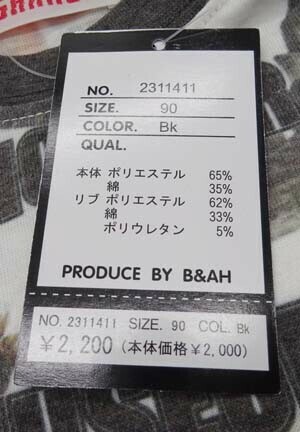 NO. 2311411
SIZE. 90
COLOR. Bk
QUAL.
本体 ポリエステル 65%
綿 35%
リブ ポリエステル 62%
綿 33%
ポリウレタン 5%
PRODUCE BY B&AH
NO. 2311411 SIZE. 90 COL. Bk
¥2,200 (本体価格¥2,000)